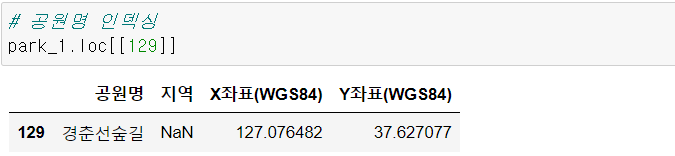 # 공원명 인덱싱
park_1.loc[[129]]
공원명 지역 X좌표(WGS84) Y좌표(WGS84)
129 경춘선숲길 NaN 127.076482 37.627077